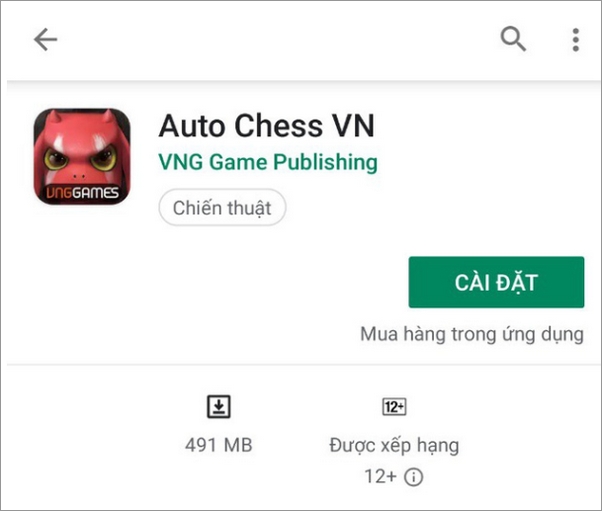 Auto Chess VN
VNG Game Publishing
VNGGAMES
Chiến thuật
CÀI ĐẶT
Mua hàng trong ứng dụng
12+
491 MB
Được xếp hạng
12+